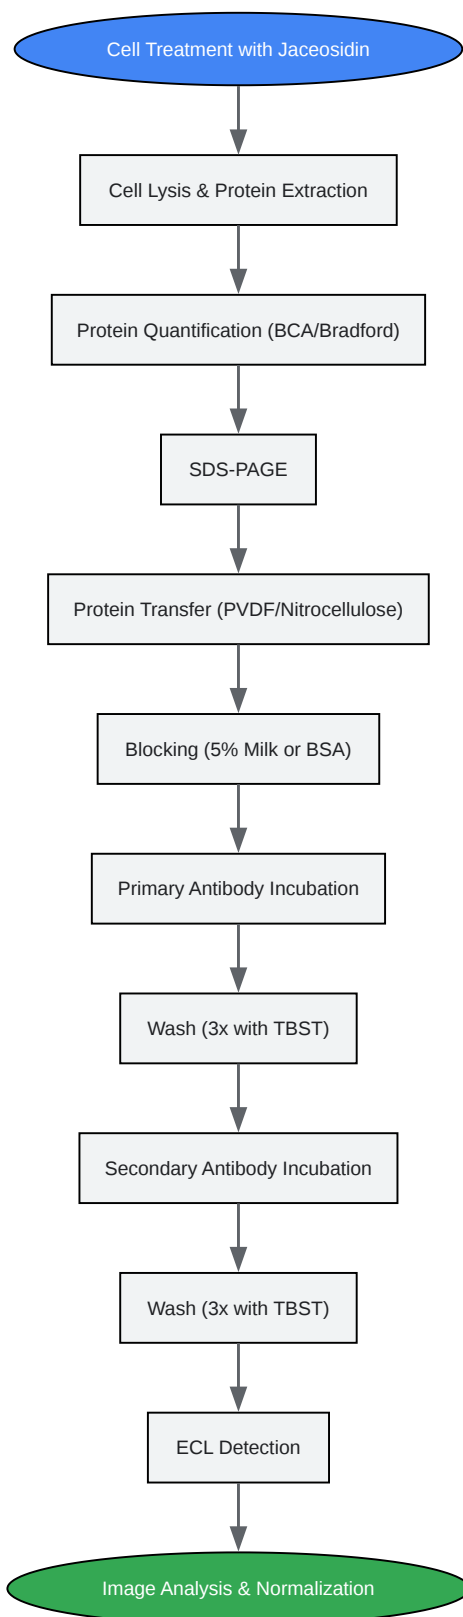 Cell Treatment with Jaceosidin
Cell Lysis & Protein Extraction
Protein Quantification (BCA/Bradford)
SDS-PAGE
Protein Transfer (PVDF/Nitrocellulose)
Blocking (5% Milk or BSA)
Primary Antibody Incubation
Wash (3x with TBST)
Secondary Antibody Incubation
Wash (3x with TBST)
ECL Detection
Image Analysis & Normalization